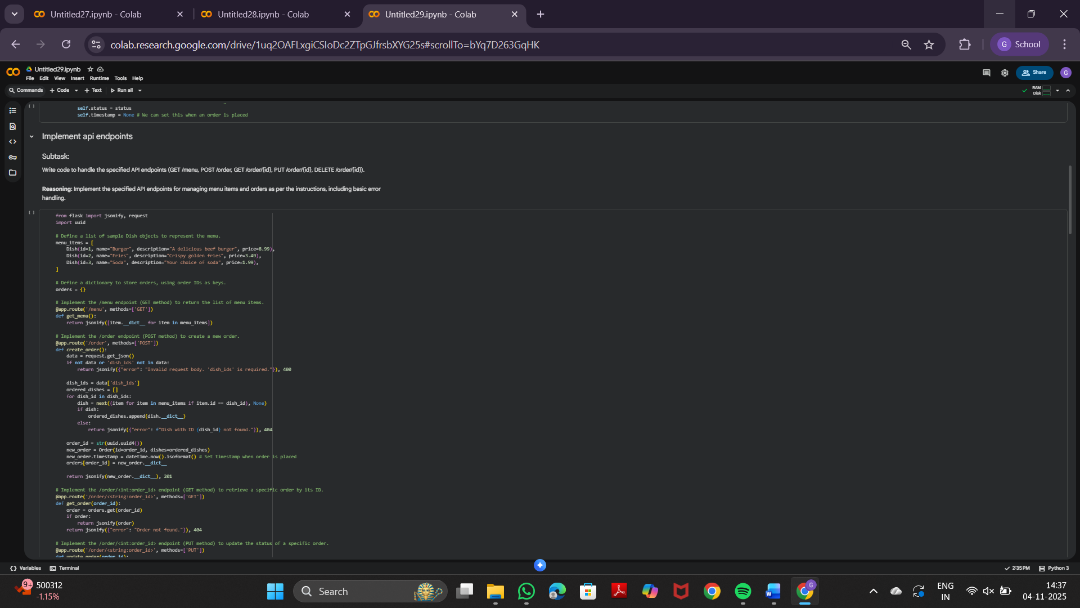 Untitled27.ipynb - Colab
Untitled28.ipynb - Colab
Untitled29.ipynb - Colab
colab.research.google.com/drive/1uq2OAFLxgiCSIoDc2ZTpGJfrsbXYG25s#scrollTo=bYq7D263GqHK
G School
Untitled29.ipynb
File Edit View Insert Runtime Tools Help
Share
G
Commands + Code + Text Run all
RAM
Disk
self.status = status
self.timestamp = None # We can set this when an order is placed
Implement api endpoints
Subtask:
Write code to handle the specified API endpoints (GET /menu, POST /order, GET /order/{id}, PUT /order/{id}, DELETE /order/{id}).
Reasoning: Implement the specified API endpoints for managing menu items and orders as per the instructions, including basic error
handling.
from flask import jsonify, request
import uuid
# Define a list of sample Dish objects to represent the menu.
menu_items = [
Dish(id=1, name="Burger", description="A delicious beef burger", price=8.99),
Dish(id=2, name="Fries", description="Crispy golden fries", price=3.49),
Dish(id=3, name="Soda", description="Your choice of soda", price=1.99),
]
# Define a dictionary to store orders, using order IDs as keys.
orders = {}
# Implement the /menu endpoint (GET method) to return the list of menu items.
@app.route('/menu', methods=['GET'])
def get_menu():
return jsonify([item.__dict__ for item in menu_items])
# Implement the /order endpoint (POST method) to create a new order.
@app.route('/order', methods=['POST'])
def create_order():
data = request.get_json()
if not data or 'dish_ids' not in data:
return jsonify({"error": "Invalid request body. 'dish_ids' is required."}), 400
dish_ids = data['dish_ids']
ordered_dishes = []
for dish_id in dish_ids:
dish = next((item for item in menu_items if item.id == dish_id), None)
if dish:
ordered_dishes.append(dish.__dict__)
else:
return jsonify({"error": f"Dish with ID {dish_id} not found."}), 404
order_id = str(uuid.uuid4())
new_order = Order(id=order_id, dishes=ordered_dishes)
new_order.timestamp = datetime.now().isoformat() # Set timestamp when order is placed
orders[order_id] = new_order.__dict__
return jsonify(new_order.__dict__), 201
# Implement the /order/<int:order_id> endpoint (GET method) to retrieve a specific order by its ID.
@app.route('/order/<string:order_id>', methods=['GET'])
def get_order(order_id):
order = orders.get(order_id)
if order:
return jsonify(order)
return jsonify({"error": "Order not found."}), 404
# Implement the /order/<int:order_id> endpoint (PUT method) to update the status of a specific order.
@app.route('/order/<string:order_id>', methods=['PUT'])
Variables Terminal
2:35 PM Python 3
500312
-1.15%
Search
ENG
IN
14:37
04-11-2025